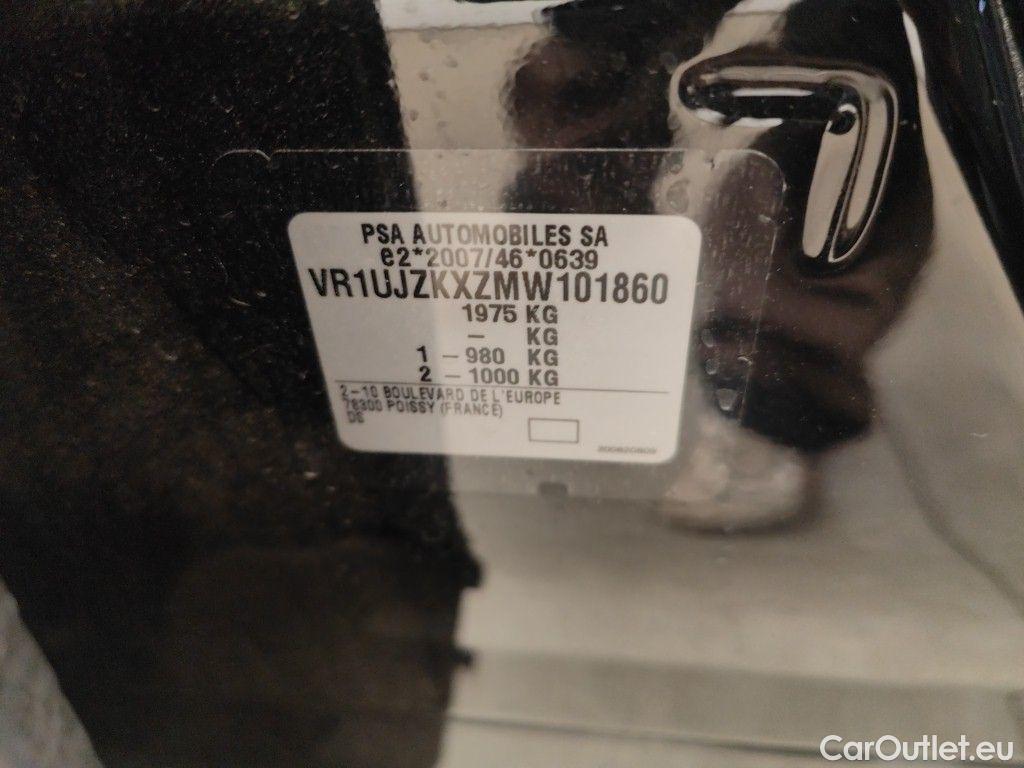 PSA AUTOMOBILES SA
e2*2007/46*0639
VR1UJZKXZMW101860
1975 KG
– KG
1 – 980 KG
2 – 1000 KG
2-10 BOULEVARD DE L'EUROPE
78300 POISSY (FRANCE)
DS
CarOutlet.eu